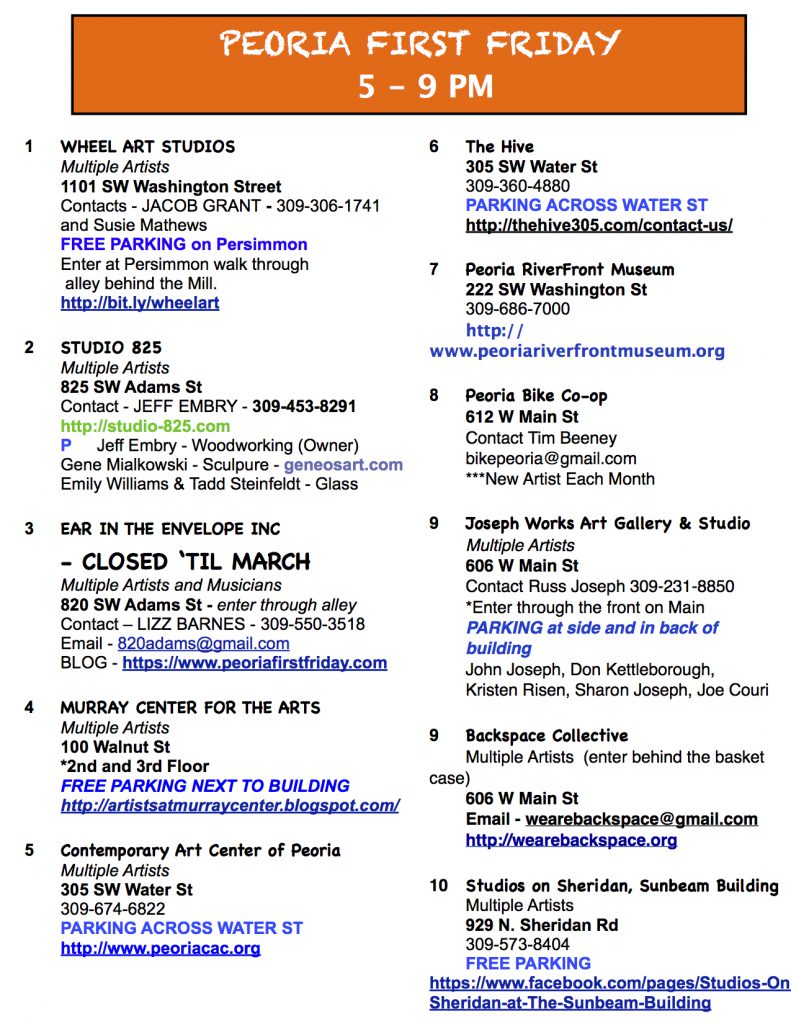 PEORIA FIRST FRIDAY
5 – 9 PM
1 WHEEL ART STUDIOS
Multiple Artists
1101 SW Washington Street
Contacts - JACOB GRANT - 309-306-1741
and Susie Mathews
FREE PARKING on Persimmon
Enter at Persimmon walk through
alley behind the Mill.
http://bit.ly/wheelart
2 STUDIO 825
Multiple Artists
825 SW Adams St
Contact - JEFF EMBRY - 309-453-8291
http://studio-825.com
P Jeff Embry - Woodworking (Owner)
Gene Mialkowski - Sculpure - geneosart.com
Emily Williams & Tadd Steinfeldt - Glass
3 EAR IN THE ENVELOPE INC
- CLOSED ‘TIL MARCH
Multiple Artists and Musicians
820 SW Adams St - enter through alley
Contact – LIZZ BARNES - 309-550-3518
Email - 820adams@gmail.com
BLOG - https://www.peoriafirstfriday.com
4 MURRAY CENTER FOR THE ARTS
Multiple Artists
100 Walnut St
*2nd and 3rd Floor
FREE PARKING NEXT TO BUILDING
http://artistsatmurraycenter.blogspot.com/
5 Contemporary Art Center of Peoria
Multiple Artists
305 SW Water St
309-674-6822
PARKING ACROSS WATER ST
http://www.peoriacac.org
6 The Hive
305 SW Water St
309-360-4880
PARKING ACROSS WATER ST
http://thehive305.com/contact-us/
7 Peoria RiverFront Museum
222 SW Washington St
309-686-7000
http://
www.peoriariverfrontmuseum.org
8 Peoria Bike Co-op
612 W Main St
Contact Tim Beeney
bikepeoria@gmail.com
***New Artist Each Month
9 Joseph Works Art Gallery & Studio
Multiple Artists
606 W Main St
Contact Russ Joseph 309-231-8850
*Enter through the front on Main
PARKING at side and in back of
building
John Joseph, Don Kettleborough,
Kristen Risen, Sharon Joseph, Joe Couri
9 Backspace Collective
Multiple Artists (enter behind the basket
case)
606 W Main St
Email - wearebackspace@gmail.com
http://wearebackspace.org
10 Studios on Sheridan, Sunbeam Building
Multiple Artists
929 N. Sheridan Rd
309-573-8404
FREE PARKING
https://www.facebook.com/pages/Studios-On
Sheridan-at-The-Sunbeam-Building